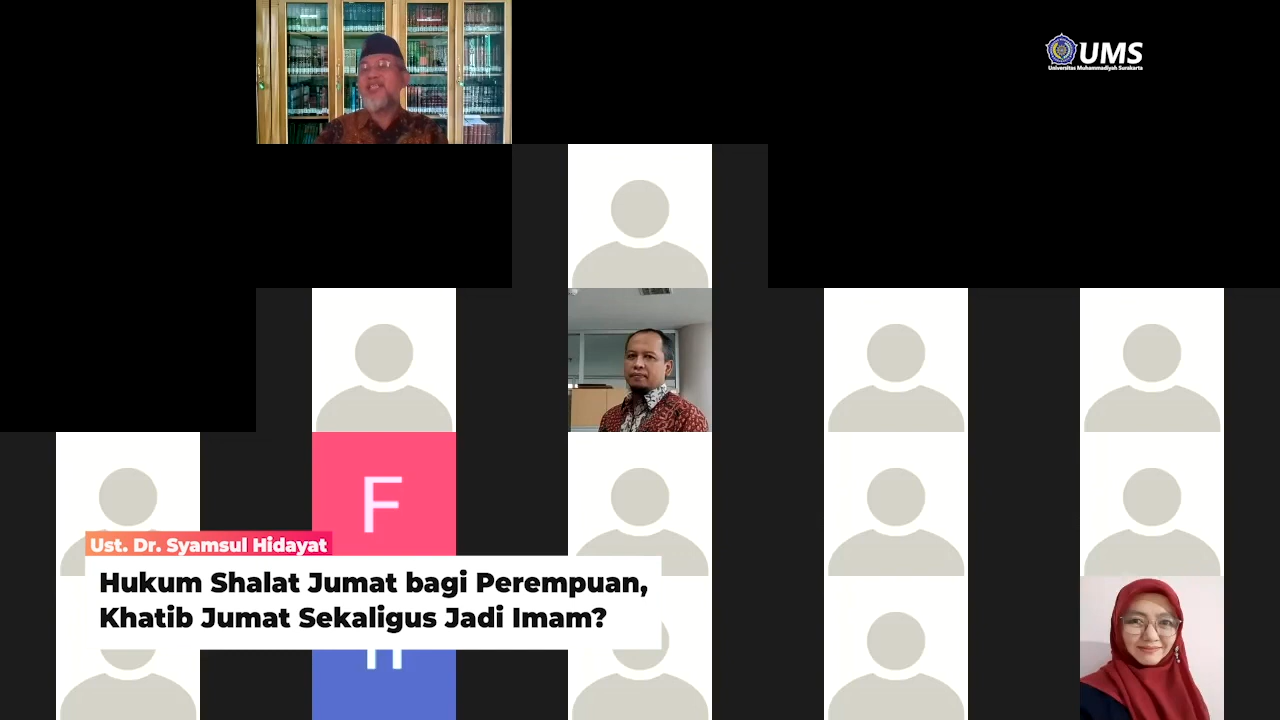 UMS
Universitas Muhammadiyah Surakarta
F
Ust. Dr. Syamsul Hidayat
Hukum Shalat Jumat bagi Perempuan,
Khatib Jumat Sekaligus Jadi Imam?